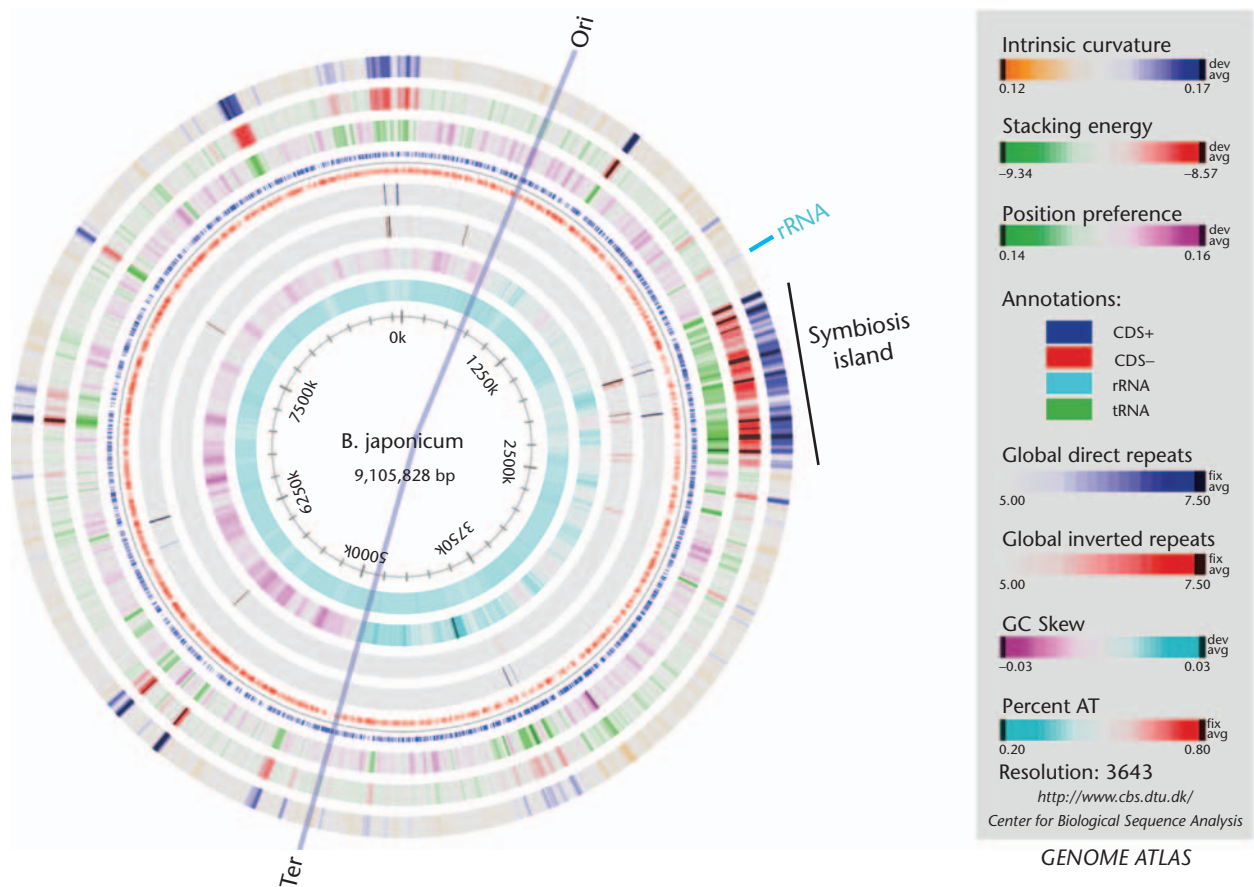 Ori
rRNA
Symbiosis
island
0k
1250k
2500k
3750k
5000k
6250k
7500k
B. japonicum
9,105,828 bp
Ter
Intrinsic curvature
dev
avg
0.12 0.17
Stacking energy
dev
avg
−9.34 −8.57
Position preference
dev
avg
0.14 0.16
Annotations:
CDS+
CDS−
rRNA
tRNA
Global direct repeats
fix
avg
5.00 7.50
Global inverted repeats
fix
avg
5.00 7.50
GC Skew
dev
avg
−0.03 0.03
Percent AT
fix
avg
0.20 0.80
Resolution: 3643
http://www.cbs.dtu.dk/
Center for Biological Sequence Analysis
GENOME ATLAS